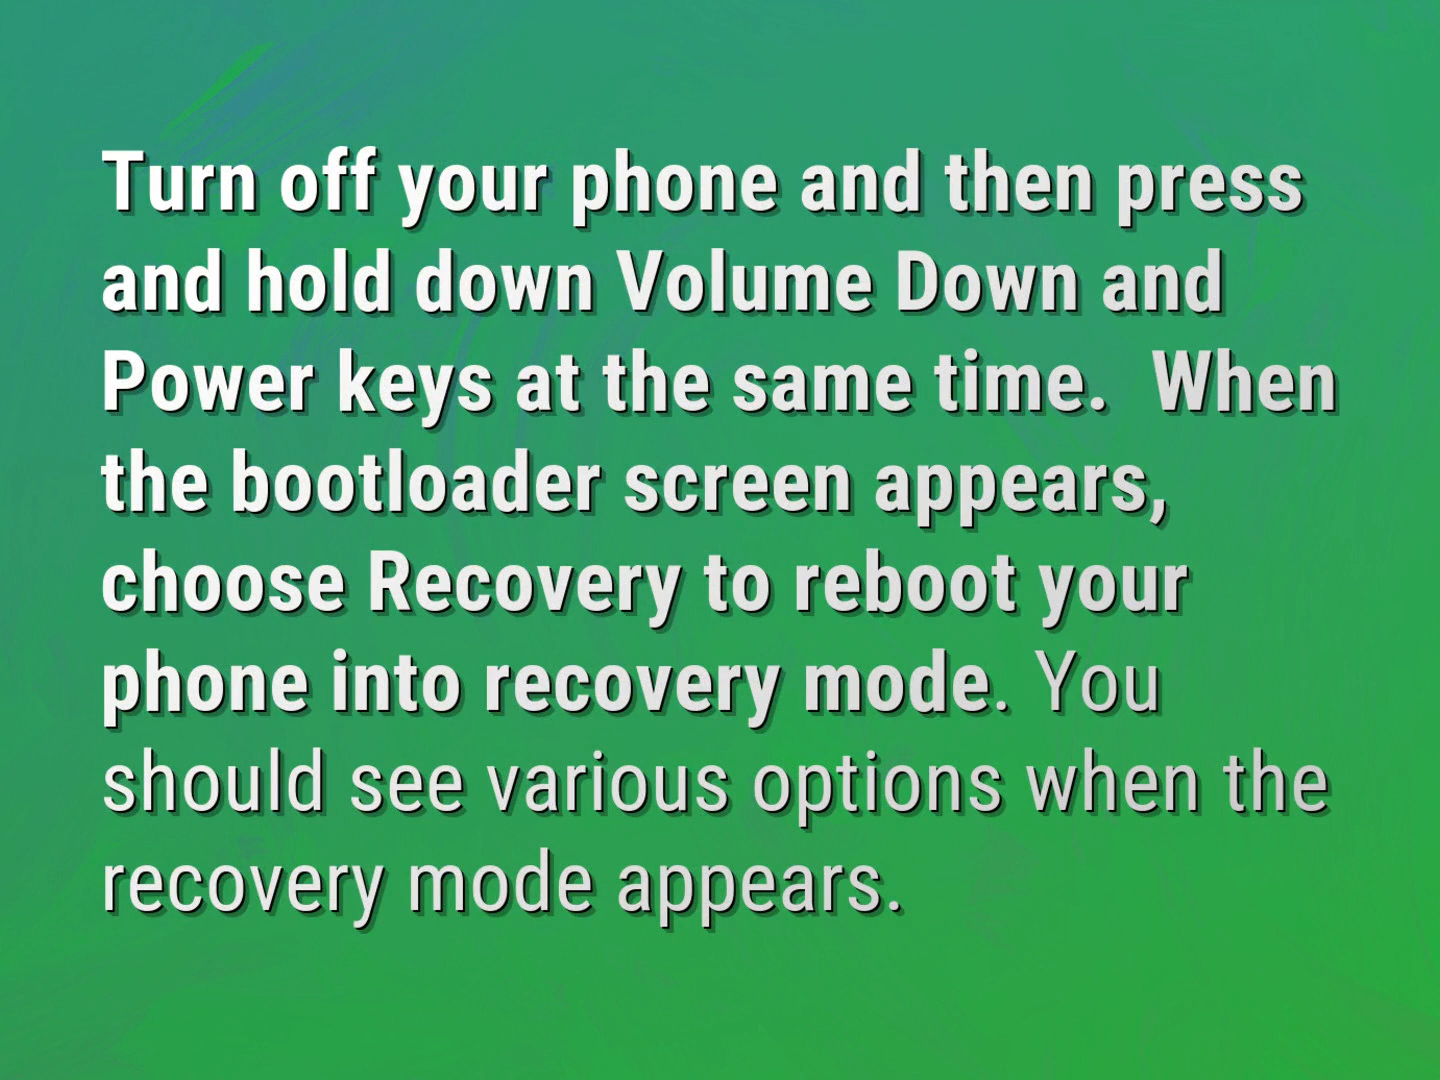 Turn off your phone and then press
and hold down Volume Down and
Power keys at the same time.  When
the bootloader screen appears,
choose Recovery to reboot your
phone into recovery mode. You
should see various options when the
recovery mode appears.